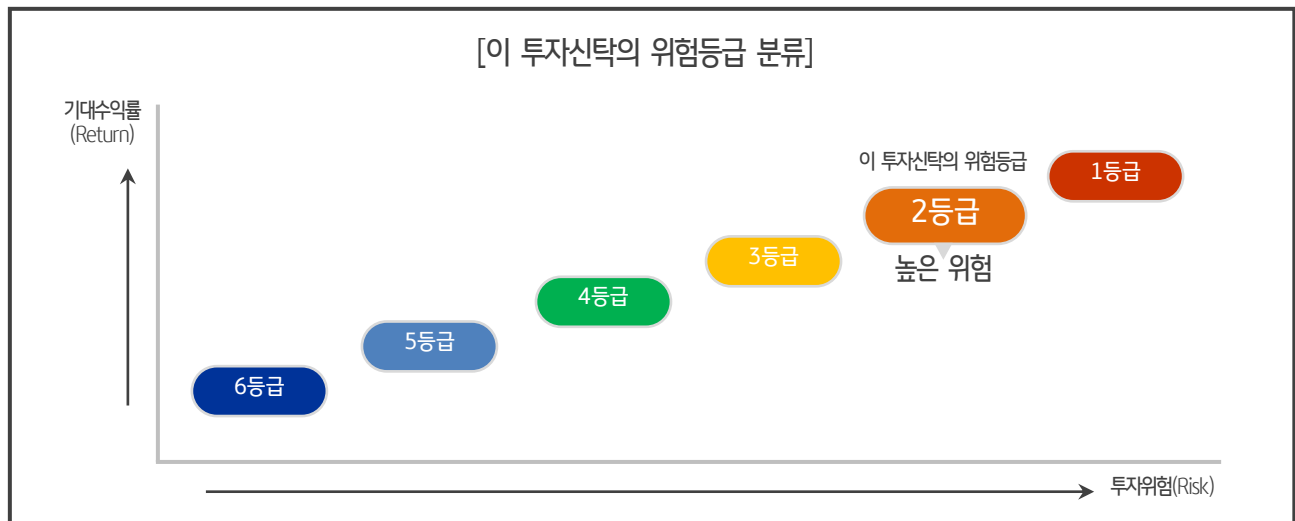 [이 투자신탁의 위험등급 분류]
기대수익률
(Return)
이 투자신탁의 위험등급
1등급
2등급
높은 위험
3등급
4등급
5등급
6등급
투자위험(Risk)